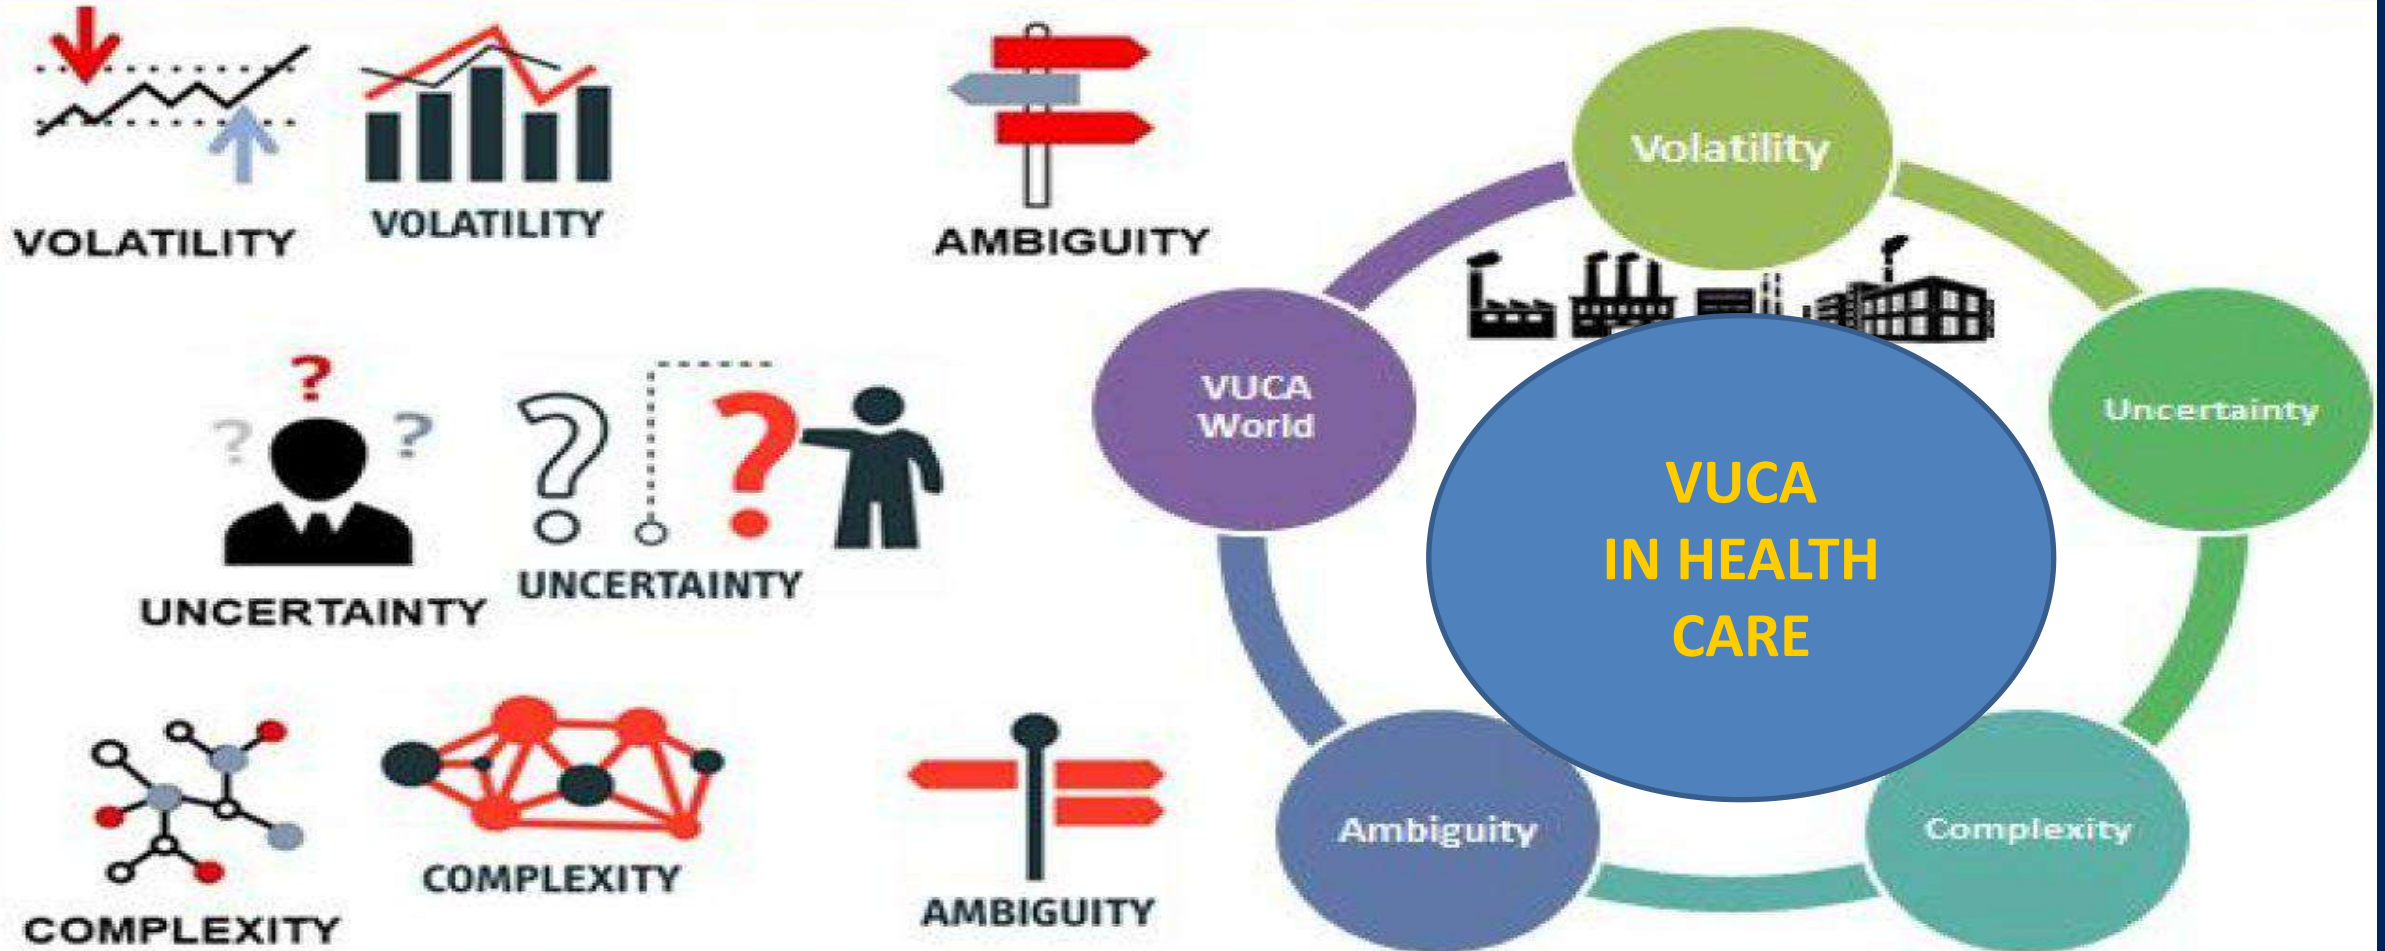 VOLATILITY
VOLATILITY
AMBIGUITY
?
? ?
UNCERTAINTY
? ?
UNCERTAINTY
COMPLEXITY
COMPLEXITY
AMBIGUITY
Volatility
VUCA
World
Uncertainty
VUCA
IN HEALTH
CARE
Ambiguity
Complexity